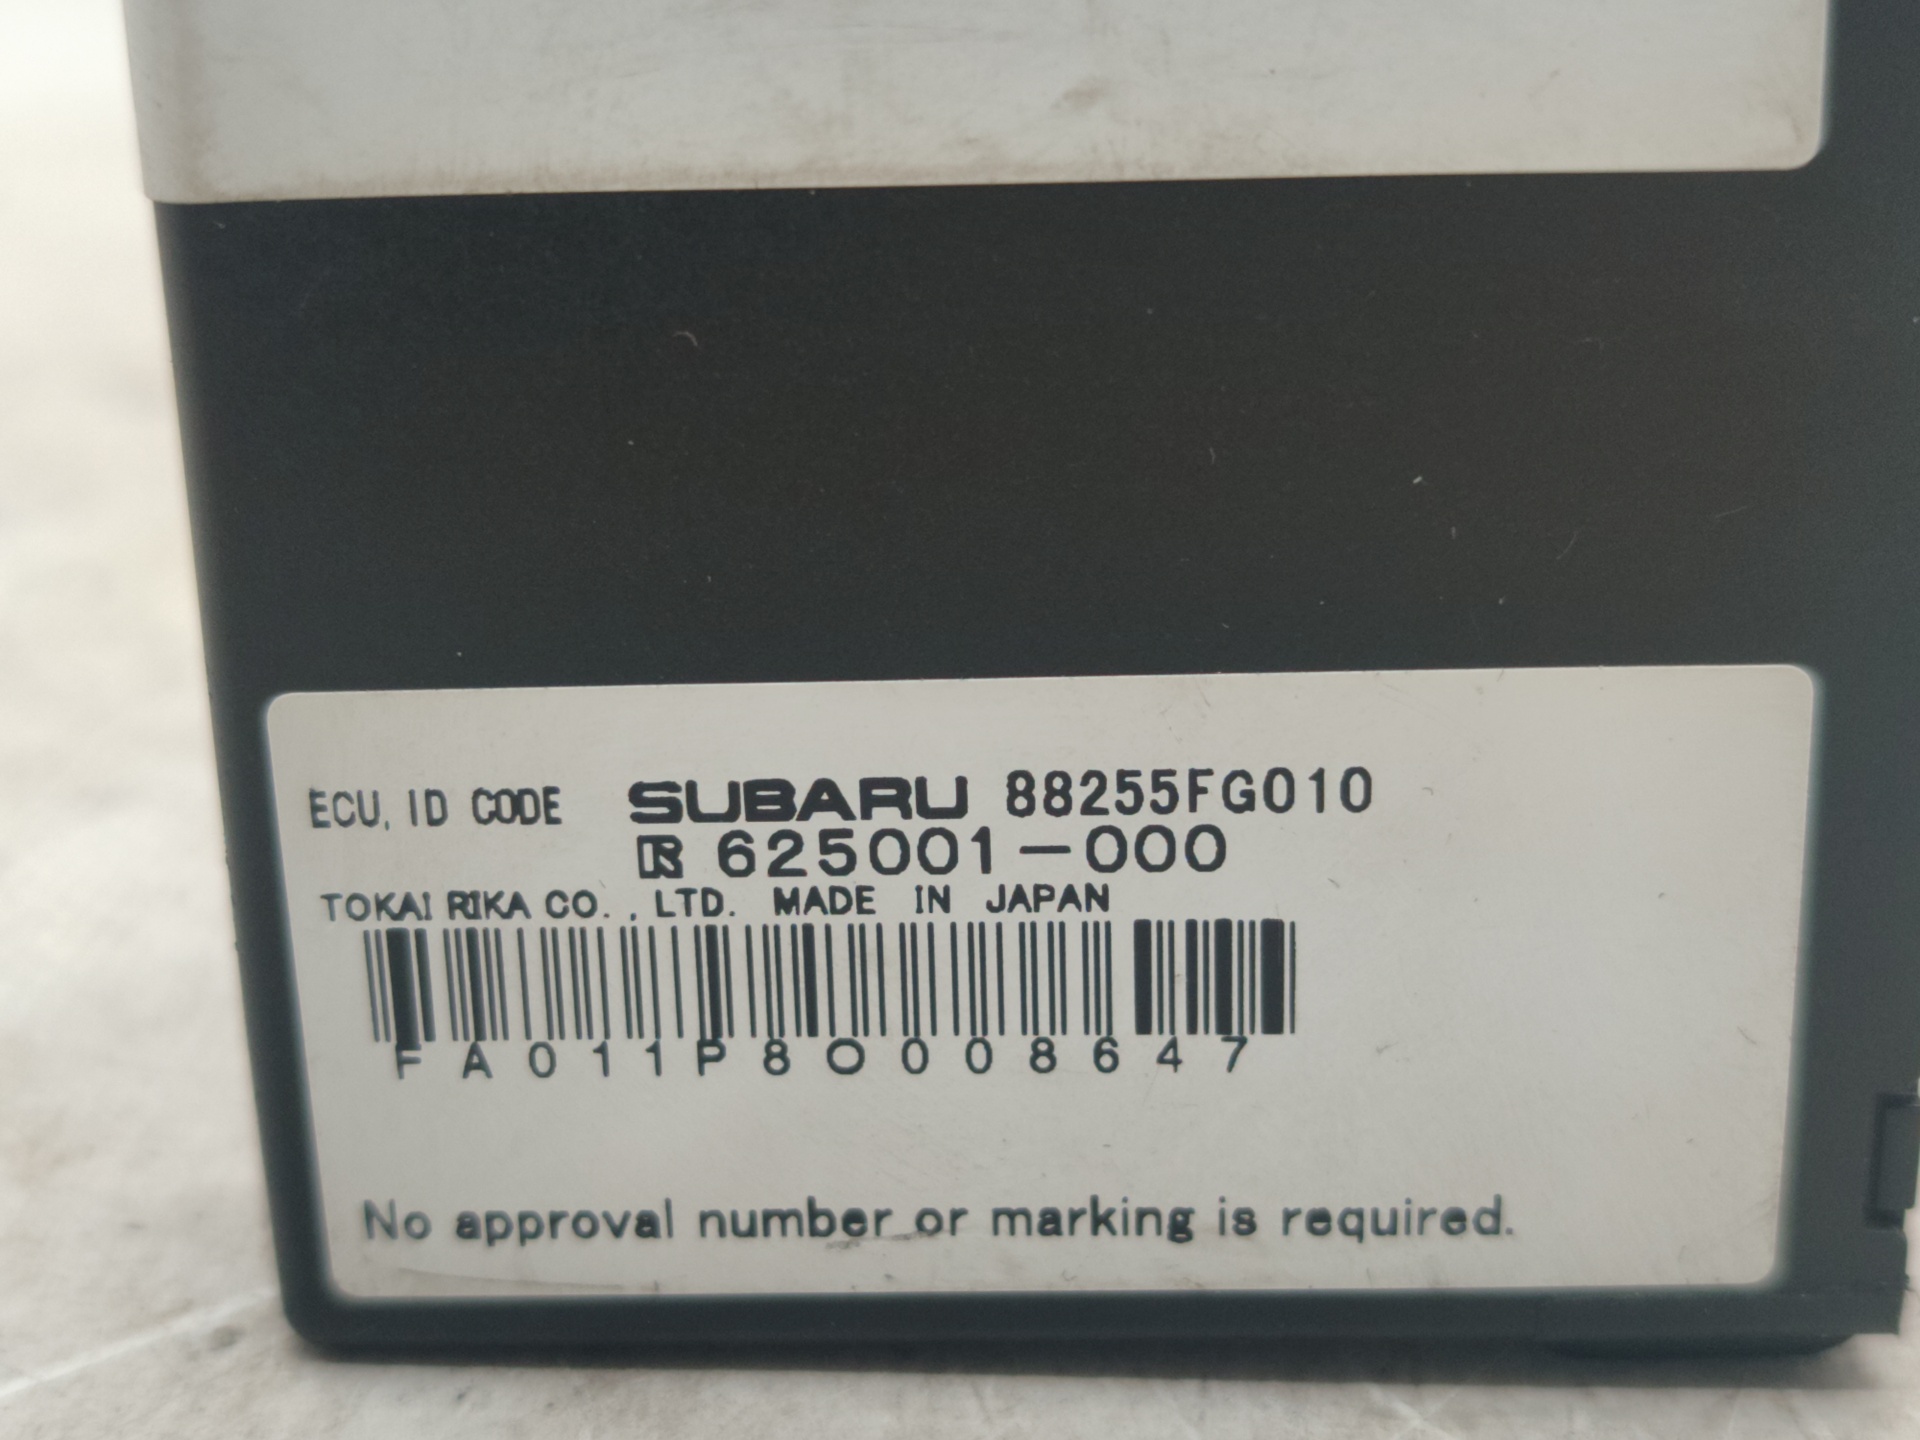 ECU, ID CODE SUBARU 88255FG010
R 625001-000
TOKAI RIKA CO., LTD. MADE IN JAPAN
FA011P8O008647
No approval number or marking is required.